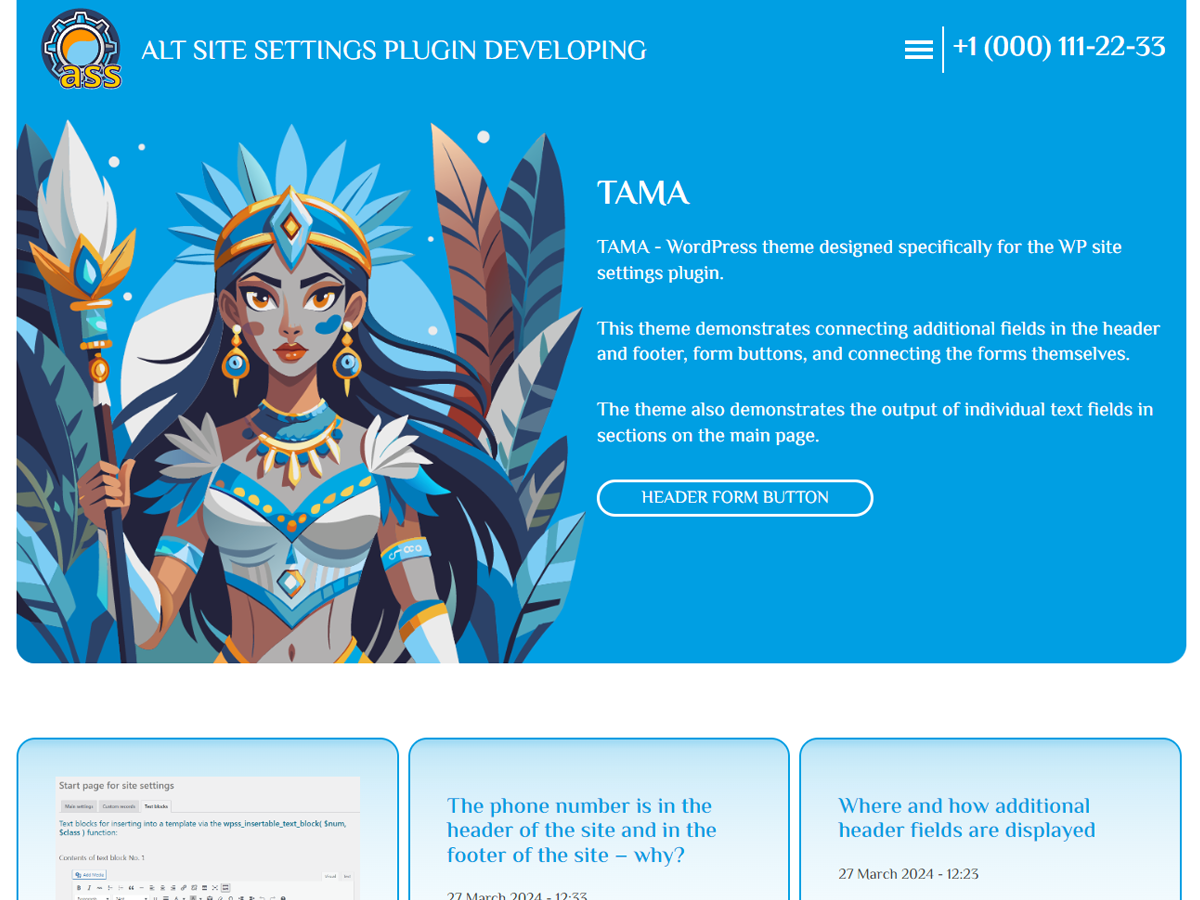 ass
ALT SITE SETTINGS PLUGIN DEVELOPING
+1 (000) 111-22-33
TAMA
TAMA - WordPress theme designed specifically for the WP site
settings plugin.
This theme demonstrates connecting additional fields in the header
and footer, form buttons, and connecting the forms themselves.
The theme also demonstrates the output of individual text fields in
sections on the main page.
HEADER FORM BUTTON
Start page for site settings
Main settings Custom records Text blocks
Text blocks for inserting into a template via the wpss_insertable_text_block( $num,
$class ) function:
Contents of text block No. 1
Add Media
Visual Text
Paragraph
The phone number is in the
header of the site and in the
footer of the site – why?
27 March 2024 - 12:33
Where and how additional
header fields are displayed
27 March 2024 - 12:23